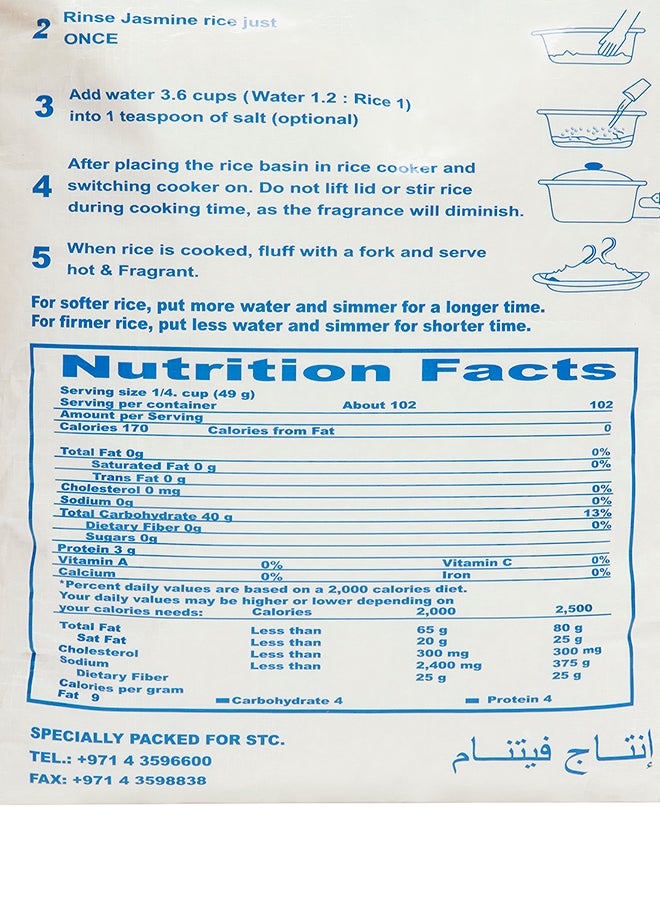 2 Rinse Jasmine rice just
ONCE
3 Add water 3.6 cups (Water 1.2 : Rice 1)
into 1 teaspoon of salt (optional)
4 After placing the rice basin in rice cooker and
switching cooker on. Do not lift lid or stir rice
during cooking time, as the fragrance will diminish.
5 When rice is cooked, fluff with a fork and serve
hot & Fragrant.
For softer rice, put more water and simmer for a longer time.
For firmer rice, put less water and simmer for shorter time.
Nutrition Facts
Serving size 1/4. cup (49 g)
Serving per container About 102 102
Amount per Serving
Calories 170 Calories from Fat 0
Total Fat 0g 0%
Saturated Fat 0 g 0%
Trans Fat 0 g
Cholesterol 0 mg 0%
Sodium 0g 0%
Total Carbohydrate 40 g 13%
Dietary Fiber 0g 0%
Sugars 0g
Protein 3 g
Vitamin A 0% Vitamin C 0%
Calcium 0% Iron 0%
*Percent daily values are based on a 2,000 calories diet.
Your daily values may be higher or lower depending on
your calories needs: Calories 2,000 2,500
Total Fat Less than 65 g 80 g
Sat Fat Less than 20 g 25 g
Cholesterol Less than 300 mg 300 mg
Sodium Less than 2,400 mg 375 g
Dietary Fiber 25 g 25 g
Calories per gram
Fat 9 Carbohydrate 4 Protein 4
SPECIALLY PACKED FOR STC.
TEL.: +971 4 3596600
FAX: +971 4 3598838
إنتــاج فيتنــام